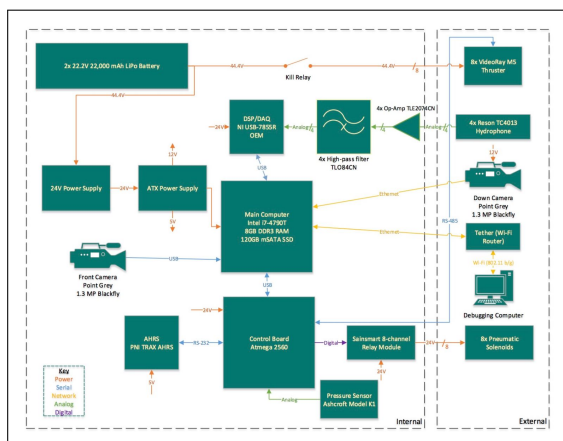 2x 22.2V 22,000 mAh LiPo Battery
44.4V
Kill Relay
44.4V
8
8x VideoRay M5
Thruster
44.4V
DSP/DAQ
NI USB-7855R
OEM
24V
Analog
4
4x High-pass filter
TLO84CN
4
4x Op-Amp TLE2074CN
Analog
4
4x Reson TC4013
Hydrophone
12V
USB
24V Power Supply
24V
12V
ATX Power Supply
5V
Main Computer
Intel i7-4790T
8GB DDR3 RAM
120GB mSATA SSD
Ethernet
Down Camera
Point Grey
1.3 MP Blackfly
RS-485
Ethernet
Tether (Wi-Fi
Router)
Front Camera
Point Grey
1.3 MP Blackfly
USB
USB
Debugging Computer
24V
AHRS
PNI TRAX AHRS
RS-232
5V
Control Board
Atmega 2560
Digital
Sainsmart 8-channel
Relay Module
24V
8
8x Pneumatic
Solenoids
24V
Analog
Pressure Sensor
Ashcroft Model K1
Key
Power
Serial
Network
Analog
Digital
Internal
External